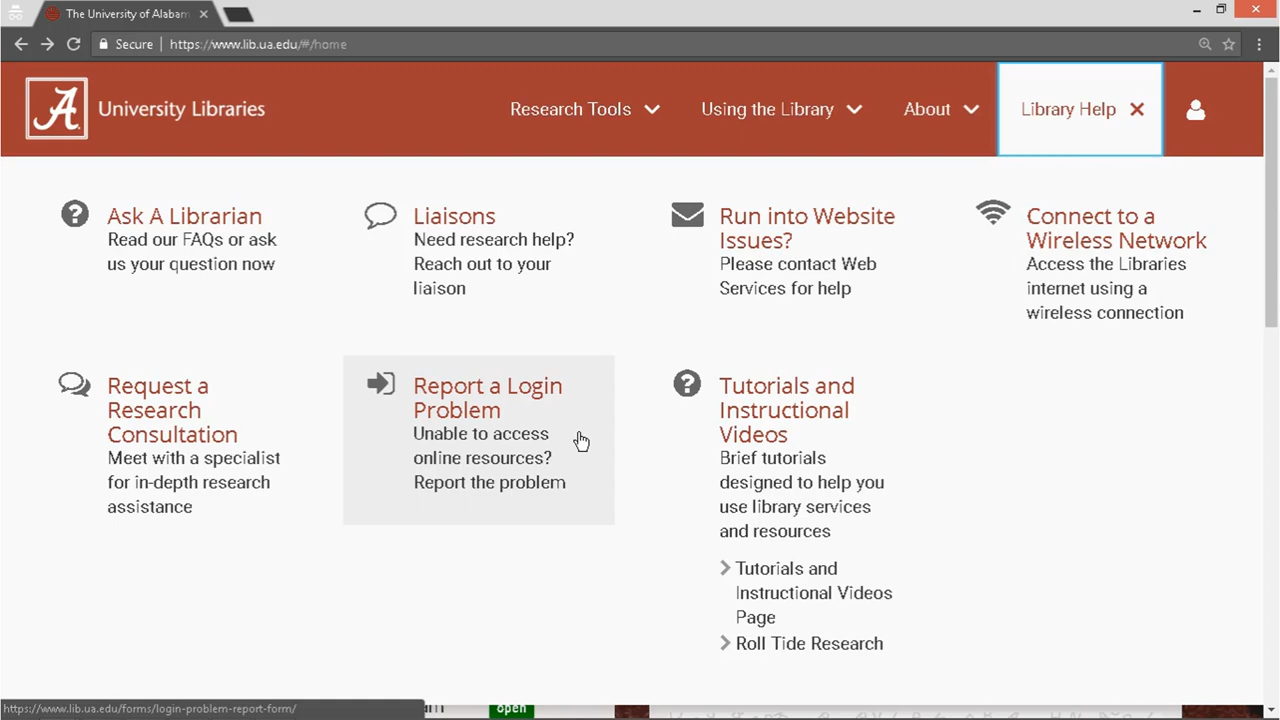 The University of Alabam
Secure
https://www.lib.ua.edu/#/home
A
University Libraries
Research Tools
Using the Library
About
Library Help
Ask A Librarian
Read our FAQs or ask
us your question now
Liaisons
Need research help?
Reach out to your
liaison
Run into Website
Issues?
Please contact Web
Services for help
Connect to a
Wireless Network
Access the Libraries
internet using a
wireless connection
Request a
Research
Consultation
Meet with a specialist
for in-depth research
assistance
Report a Login
Problem
Unable to access
online resources?
Report the problem
Tutorials and
Instructional
Videos
Brief tutorials
designed to help you
use library services
and resources
Tutorials and
Instructional Videos
Page
Roll Tide Research
https://www.lib.ua.edu/forms/login-problem-report-form/
open